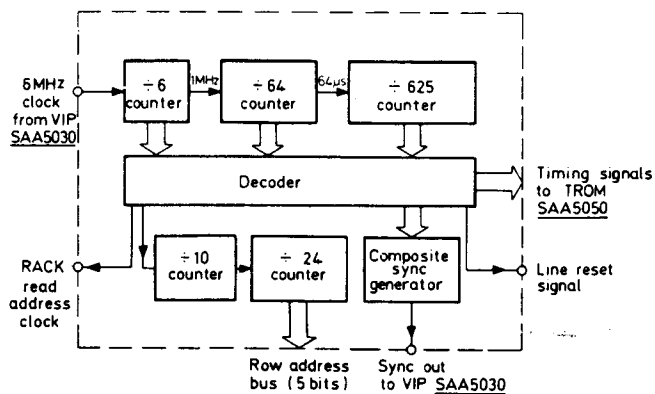 6MHz
clock
from VIP
SAA5030
÷6
counter
1MHz
÷64
counter
64µs
÷625
counter
Decoder
Timing signals
to TROM
SAA5050
RACK
read
address
clock
÷10
counter
÷ 24
counter
Composite
sync
generator
Line reset
signal
Row address
bus (5 bits)
Sync out
to VIP SAA5030